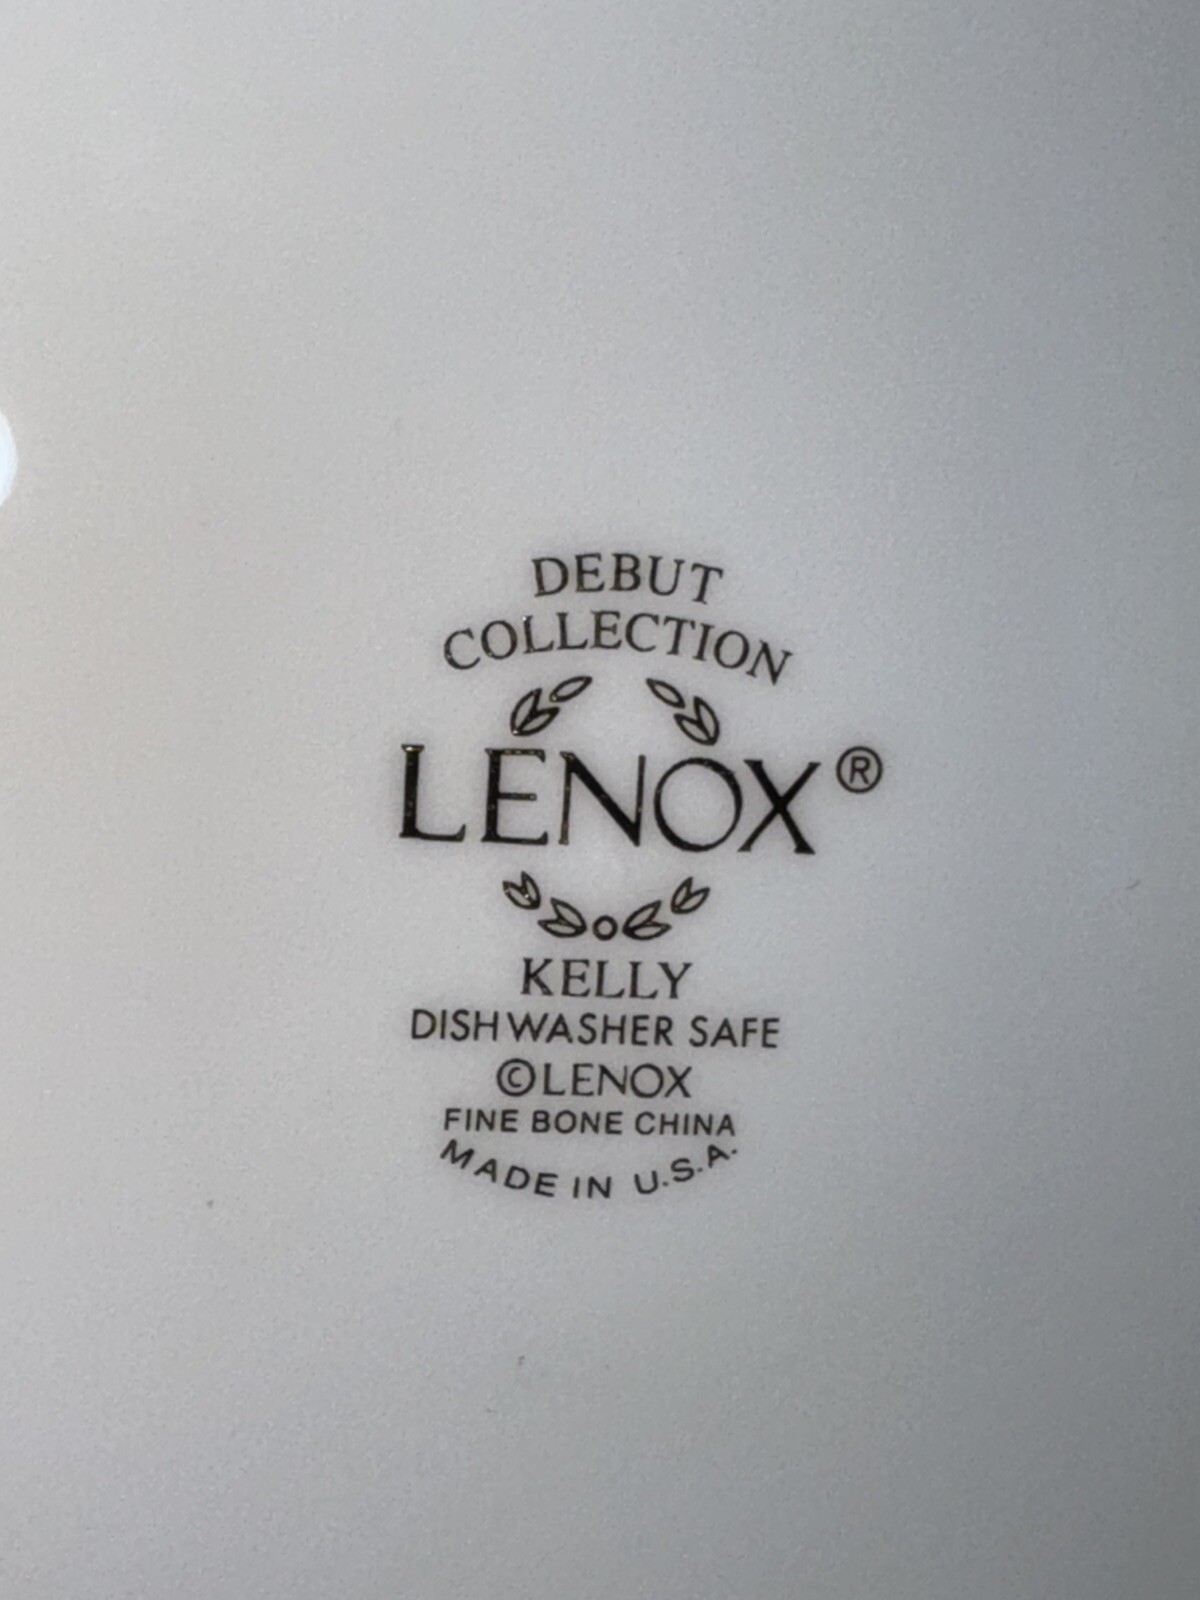 DEBUT
COLLECTION
LENOX®
KELLY
DISHWASHER SAFE
©LENOX
FINE BONE CHINA
MADE IN U.S.A.